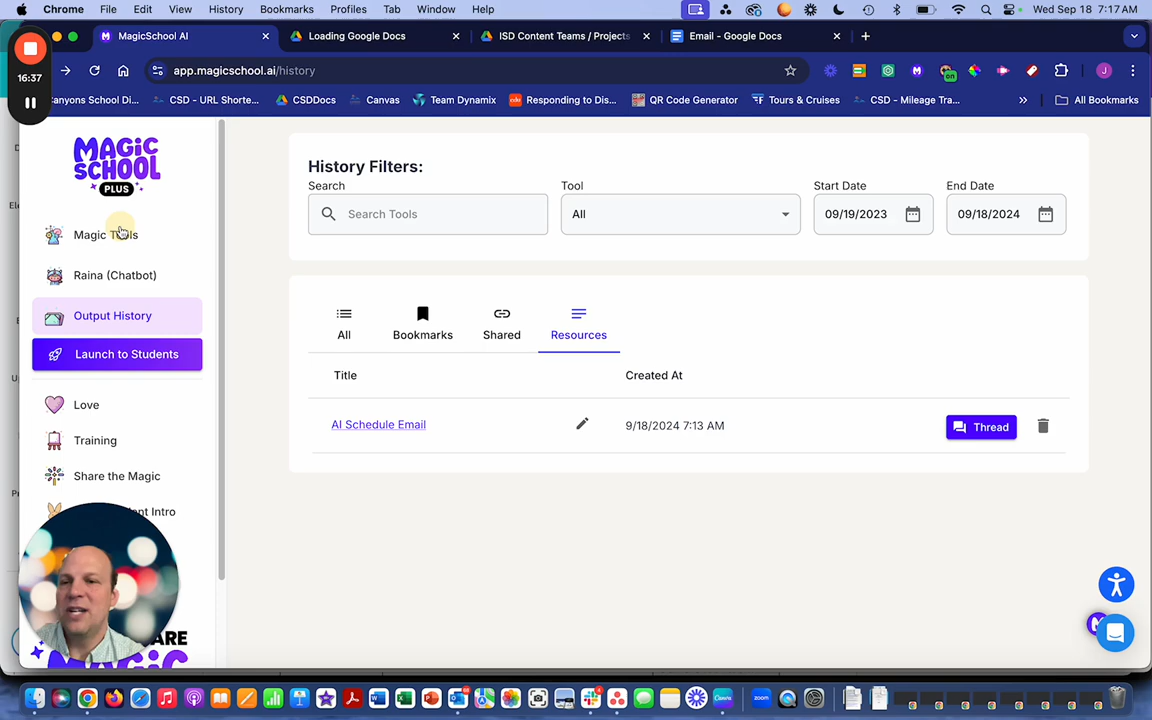 Chrome File Edit View History Bookmarks Profiles Tab Window Help Wed Sep 18 7:17 AM
MagicSchool AI Loading Google Docs ISD Content Teams / Projects Email - Google Docs
16:37
app.magicschool.ai/history
anyons School Di... CSD - URL Shorte... CSDDocs Canvas Team Dynamix Responding to Dis... QR Code Generator Tours & Cruises CSD - Mileage Tra... » All Bookmarks
MAGIC
SCHOOL
PLUS
Magic Tools
Raina (Chatbot)
Output History
Launch to Students
Love
Training
Share the Magic
nt Intro
ARE
MAGIC
History Filters:
Search Tool Start Date End Date
Search Tools All 09/19/2023 09/18/2024
All Bookmarks Shared Resources
Title Created At
AI Schedule Email 9/18/2024 7:13 AM Thread